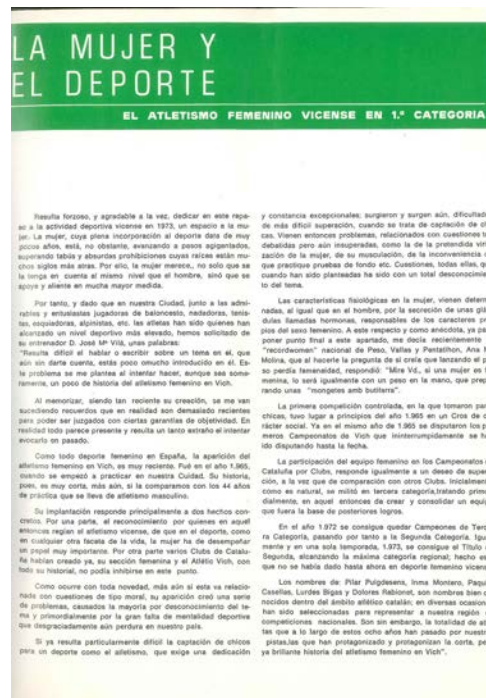 LA MUJER Y
EL DEPORTE
EL ATLETISMO FEMENINO VICENSE EN 1.ª CATEGORIA
Resulta forzoso, y agradable a la vez, dedicar en este repa-
so a la actividad deportiva vicense en 1973, un espacio a la mu-
jer. La mujer, cuya plena incorporación al deporte data de muy
pocos años, está, no obstante, avanzando a pasos agigantados,
superando tabús y absurdas prohibiciones cuyas raíces están mu-
chos siglos más atras. Por ello, la mujer merece, no solo que se
la tenga en cuenta al mismo nivel que el hombre, sinó que se
apoye y aliente en mucha mayor medida.
Por tanto, y dado que en nuestra Ciudad, junto a las admi-
rables y entusiastas jugadoras de baloncesto, nadadoras, tenis-
tas, esquiadoras, alpinistas, etc. las atletas han sido quienes han
alcanzado un nivel deportivo más elevado, hemos solicitado de
su entrenador D. José Mª Vilá, unas palabras:
"Resulta dificil el hablar o escribir sobre un tema en el, que
aún sin darte cuenta, estás poco omucho introducido en él. Es-
te problema se me plantea al intentar hacer, aunque sea some-
ramente, un poco de historia del atletismo femenino en Vich.
Al memorizar, siendo tan reciente su creación, se me van
sucediendo recuerdos que en realidad son demasiado recientes
para poder ser juzgados con ciertas garantías de objetividad. En
realidad todo parece presente y resulta un tanto extraño el intentar
evocarlo en pasado.
Como todo deporte femenino en España, la aparición del
atletismo femenino en Vich, es muy reciente. Fué en el año 1.965,
cuando se empezó a practicar en nuestra Cuidad. Su historia,
pues, es muy corta, más aún, si la comparamos con los 44 años
de práctica que se lleva de atletismo masculino.
Su implantación responde principalmente a dos hechos con-
cretos. Por una parte, al reconocimiento por quienes en aquel
entonces regían el atletismo vicense, de que en el deporte, como
en cualquier otra faceta de la vida, la mujer ha de desempeñar
un papel muy importante. Por otra parte varios Clubs de Catalu-
ña habían creado ya, su sección femenina y el Atlétic Vich, con
todo su historial, no podía inhibirse en este punto.
Como ocurre con toda novedad, más aún si esta va relacio-
nada con cuestiones de tipo moral, su aparición creó una serie
de problemas, causados la mayoría por desconocimiento del te-
ma y primordialmente por la gran falta de mentalidad deportiva
que desgraciadamente aún perdura en nuestro país.
Si ya resulta particularmente difícil la captación de chicos
para un deporte como el atletismo, que exige una dedicación
y constancia excepcionales; surgieron y surgen aún, dificultad
de más dificil superación, cuando se trata de captación de ch
cas. Vienen entonces problemas, relacionados con cuestiones
debatidas pero aún insuperadas, como la de la pretendida viri
zación de la mujer, de su musculación, de la inconveniencia
que practique pruebas de fondo etc. Cuestiones, todas ellas, qu
cuando han sido planteadas ha sido con un total desconocimie
to del tema.
Las características fisiológicas en la mujer, vienen determ
nadas, al igual que en el hombre, por la secreción de unas glá
dulas llamadas hormonas, responsables de los caracteres pro
pios del sexo femenino. A este respecto y como anécdota, ya pa
poner punto final a este apartado, me decía recientemente
"recordwomen" nacional de Peso, Vallas y Pentathlon, Ana
Molina, que al hacerle la pregunta de si creía que lanzando el p
so perdía femeneidad, respondió: "Mire Vd., si una mujer es
menina, lo será igualmente con un peso en la mano, que prep
rando unas "mongetes amb butifarra".
La primera competición controlada, en la que tomaron par
chicas, tuvo lugar a principios del año 1.965 en un Cros de
rácter social. Ya en el mismo año de 1.965 se disputaron los p
meros Campeonatos de Vich que ininterrumpidamente se h
ido disputando hasta la fecha.
La participación del equipo femenino en los Campeonatos
Cataluña por Clubs, responde igualmente a un deseo de super
ción, a la vez que de comparación con otros Clubs. Inicialment
como es natural, se militó en tercera categoría,tratando primo
dialmente, en aquel entonces de crear y consolidar un equip
que fuera la base de posteriores logros.
En el año 1.972 se consigue quedar Campeones de Terc
ra Categoría, pasando por tanto a la Segunda Categoría. Igu
mente y en una sola temporada, 1.973, se consigue el Título
Segunda, alcanzando la máxima categoría regional; hecho es
que no se había dado hasta ahora en deporte femenino vicens
Los nombres de: Pilar Puigdesens, Inma Montero, Paqui
Casellas, Lurdes Bigas y Dolores Rabionet, son nombres bien c
nocidos dentro del ámbito atlético catalán; en diversas ocasion
han sido seleccionadas para representar a nuestra región
competiciones nacionales. Son sin embargo, la totalidad de at
tas que a lo largo de estos ocho años han pasado por nuestr
pistas,las que han protagonizado y protagonizan la corta, pe
ya brillante historia del atletismo femenino en Vich".